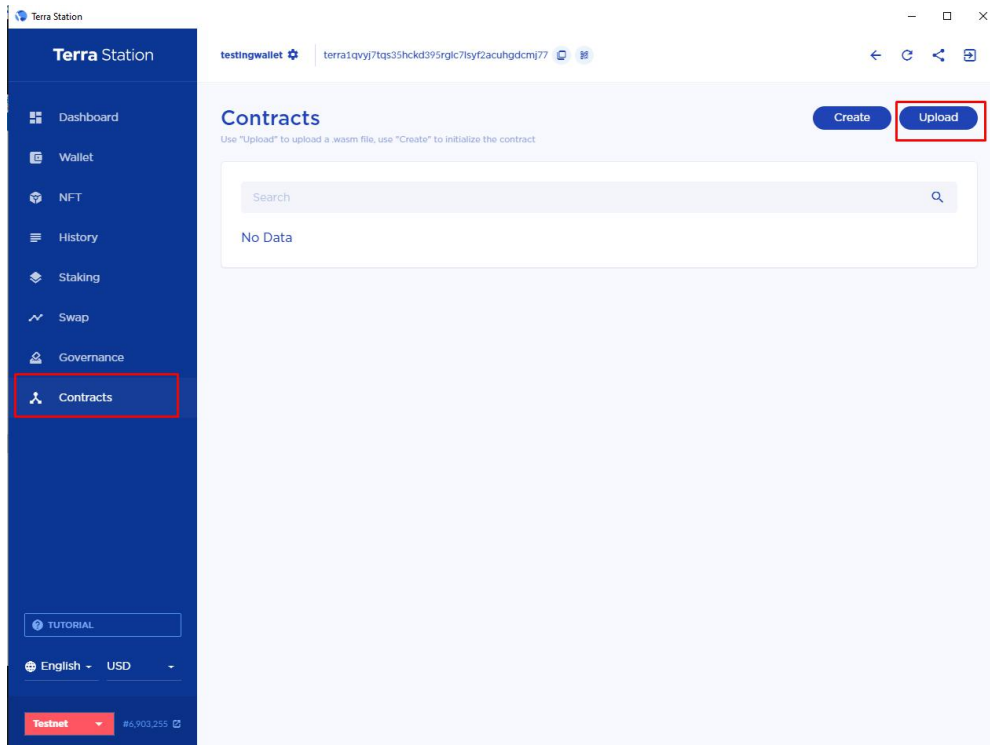 Terra Station
Terra Station
testingwallet
terra1qvyj7tqs35hckd395rglc7lsyf2acuhgdcmj77
Dashboard
Wallet
NFT
History
Staking
Swap
Governance
Contracts
Contracts
Use "Upload" to upload a .wasm file, use "Create" to initialize the contract
Create
Upload
Search
No Data
TUTORIAL
English
USD
Testnet
#6,903,255